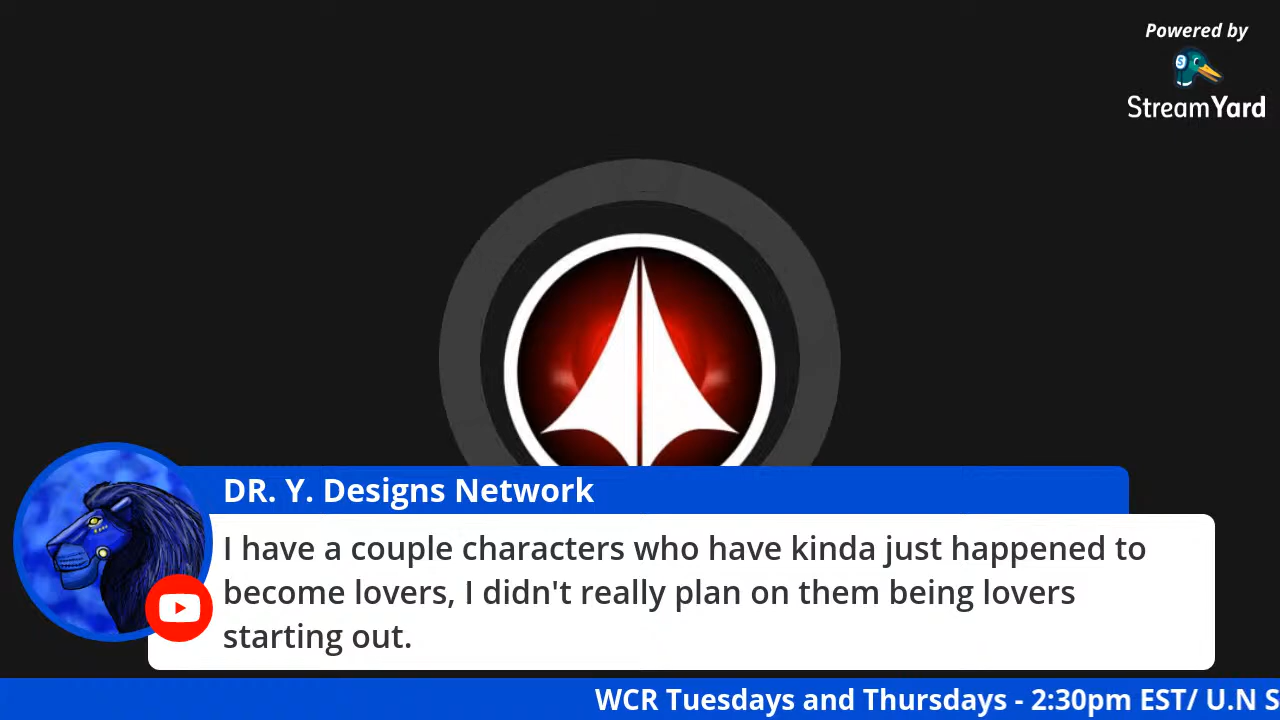 Powered by
StreamYard
DR. Y. Designs Network
I have a couple characters who have kinda just happened to
become lovers, I didn't really plan on them being lovers
starting out.
WCR Tuesdays and Thursdays - 2:30pm EST/ U.N S